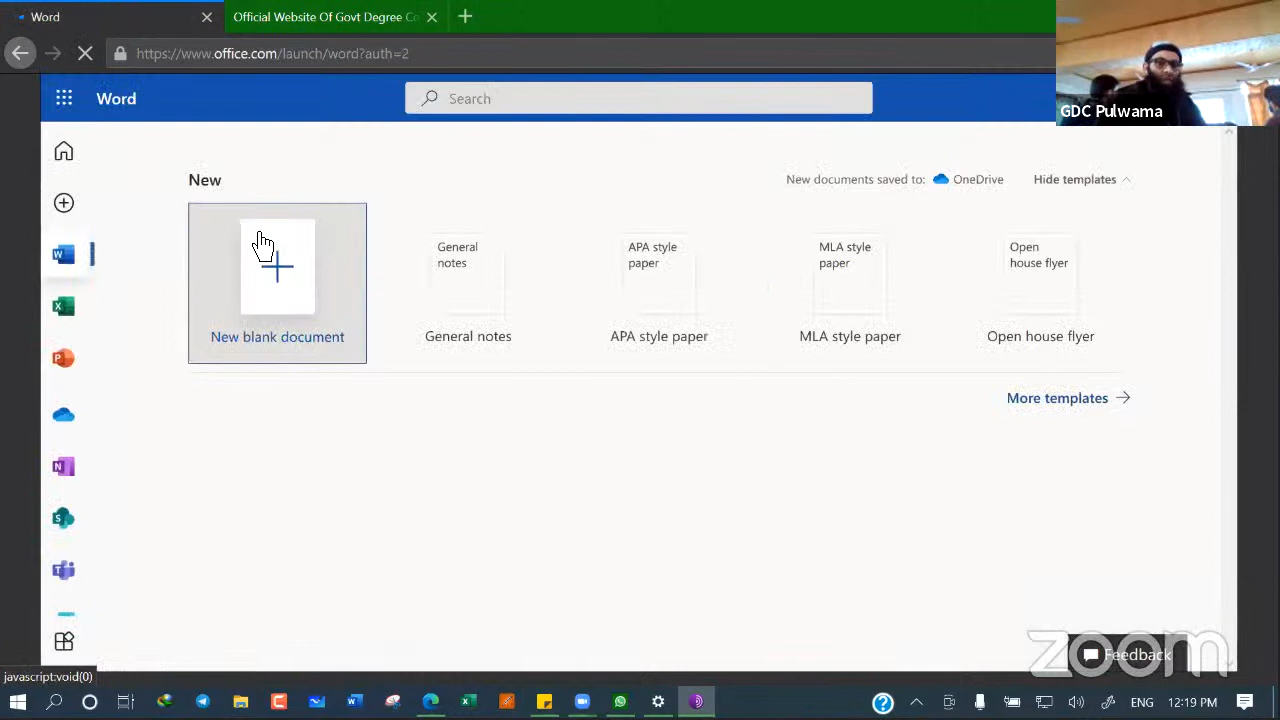 Word
Official Website Of Govt Degree Co
https://www.office.com/launch/word?auth=2
GDC Pulwama
Word
Search
New
New documents saved to: OneDrive
Hide templates
General notes
APA style paper
MLA style paper
Open house flyer
New blank document
General notes
APA style paper
MLA style paper
Open house flyer
More templates
zoom
Feedback
javascript:void(0)
ENG
12:19 PM